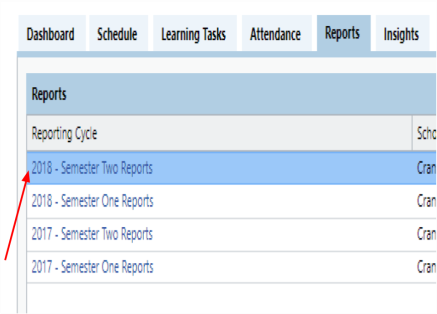 Dashboard Schedule Learning Tasks Attendance Reports Insights
Reports
Reporting Cycle Scho
2018 - Semester Two Reports Cran
2018 - Semester One Reports Cran
2017 - Semester Two Reports Cran
2017 - Semester One Reports Cran